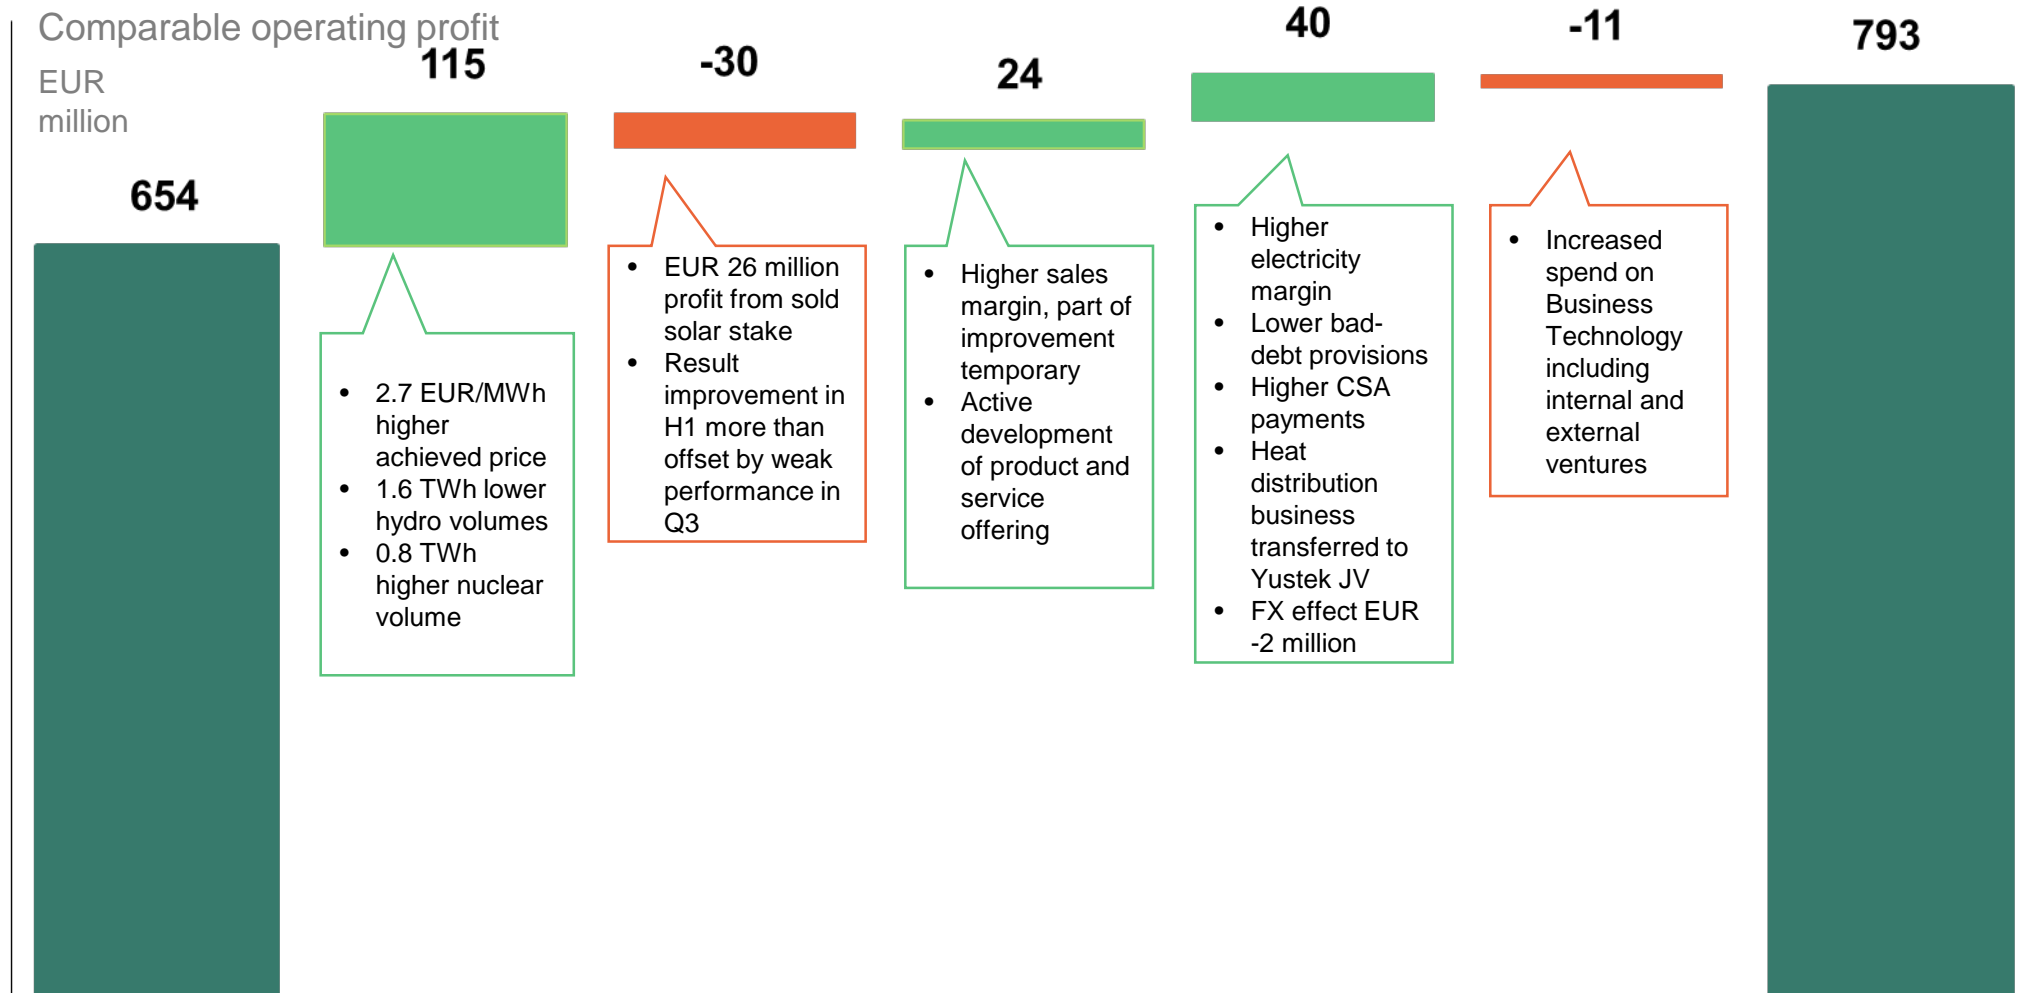 Comparable operating profit
EUR
million
654
115
-30
24
40
-11
793
• 2.7 EUR/MWh
higher
achieved price
• 1.6 TWh lower
hydro volumes
• 0.8 TWh
higher nuclear
volume
• EUR 26 million
profit from sold
solar stake
• Result
improvement in
H1 more than
offset by weak
performance in
Q3
• Higher sales
margin, part of
improvement
temporary
• Active
development
of product and
service
offering
• Higher
electricity
margin
• Lower bad-
debt provisions
• Higher CSA
payments
• Heat
distribution
business
transferred to
Yustek JV
• FX effect EUR
-2 million
• Increased
spend on
Business
Technology
including
internal and
external
ventures